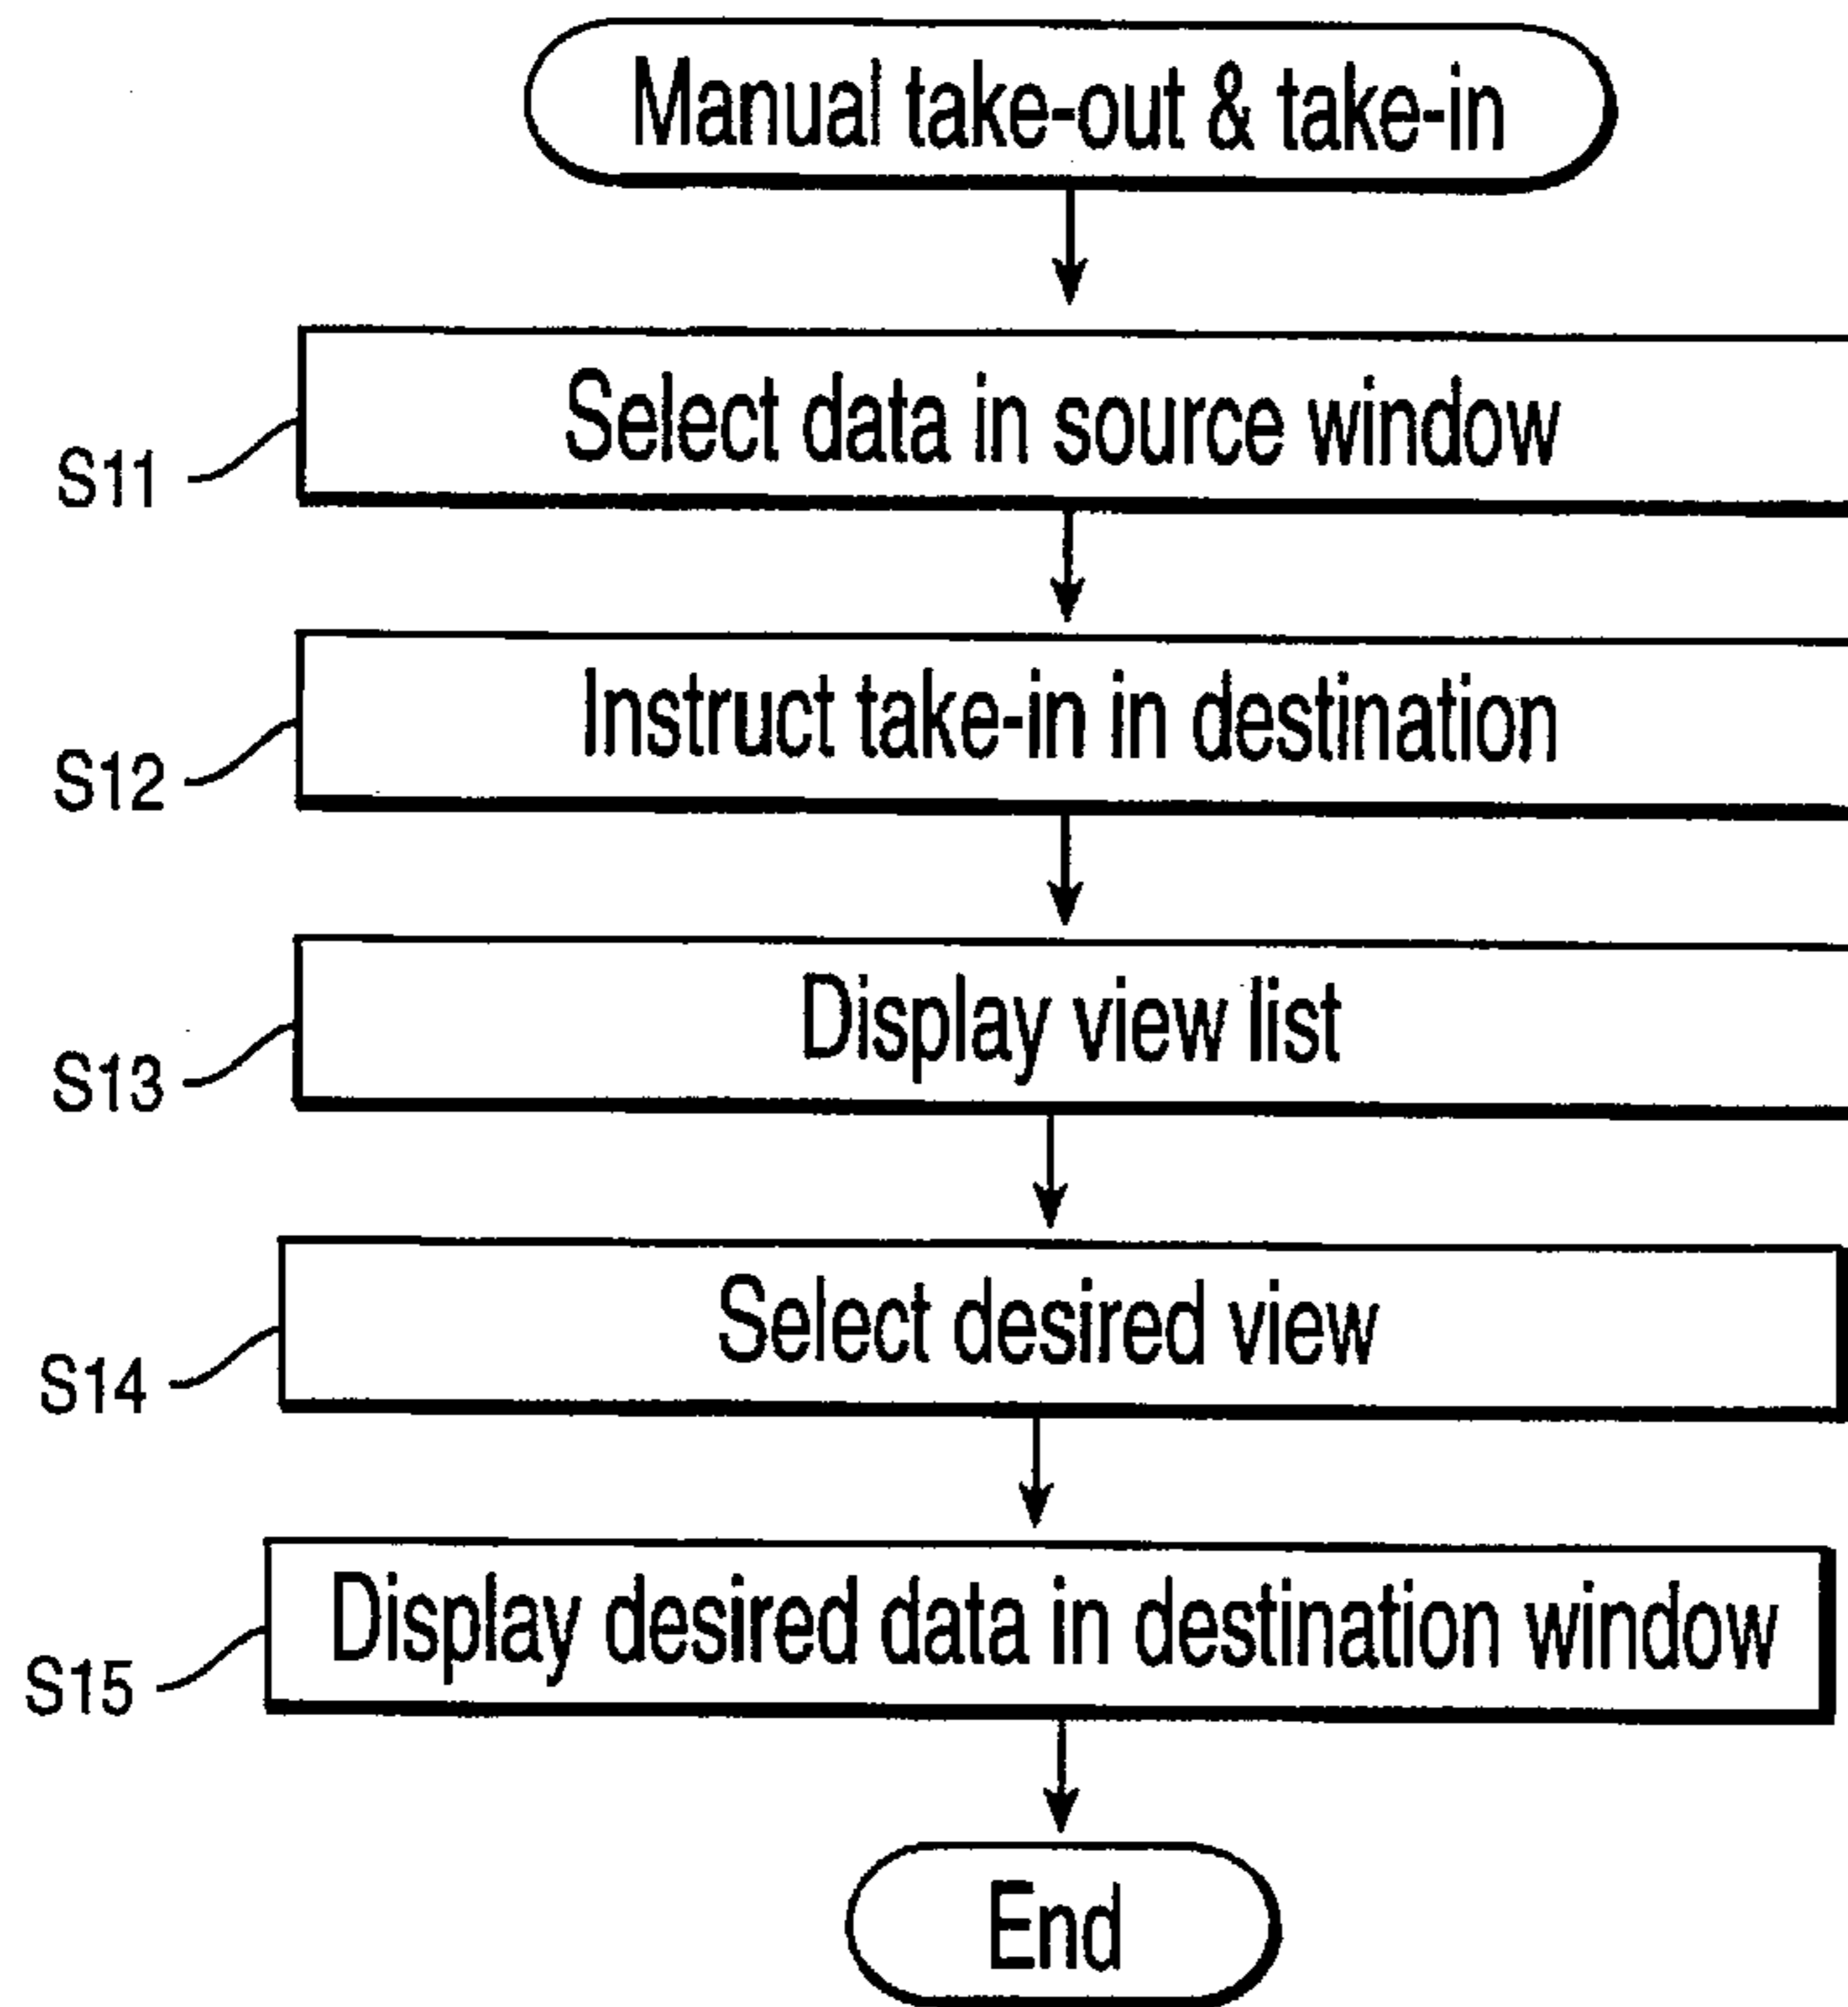 Manual take-out & take-in
Select data in source window
S11
Instruct take-in in destination
S12
Display view list
S13
Select desired view
S14
Display desired data in destination window
S15
End